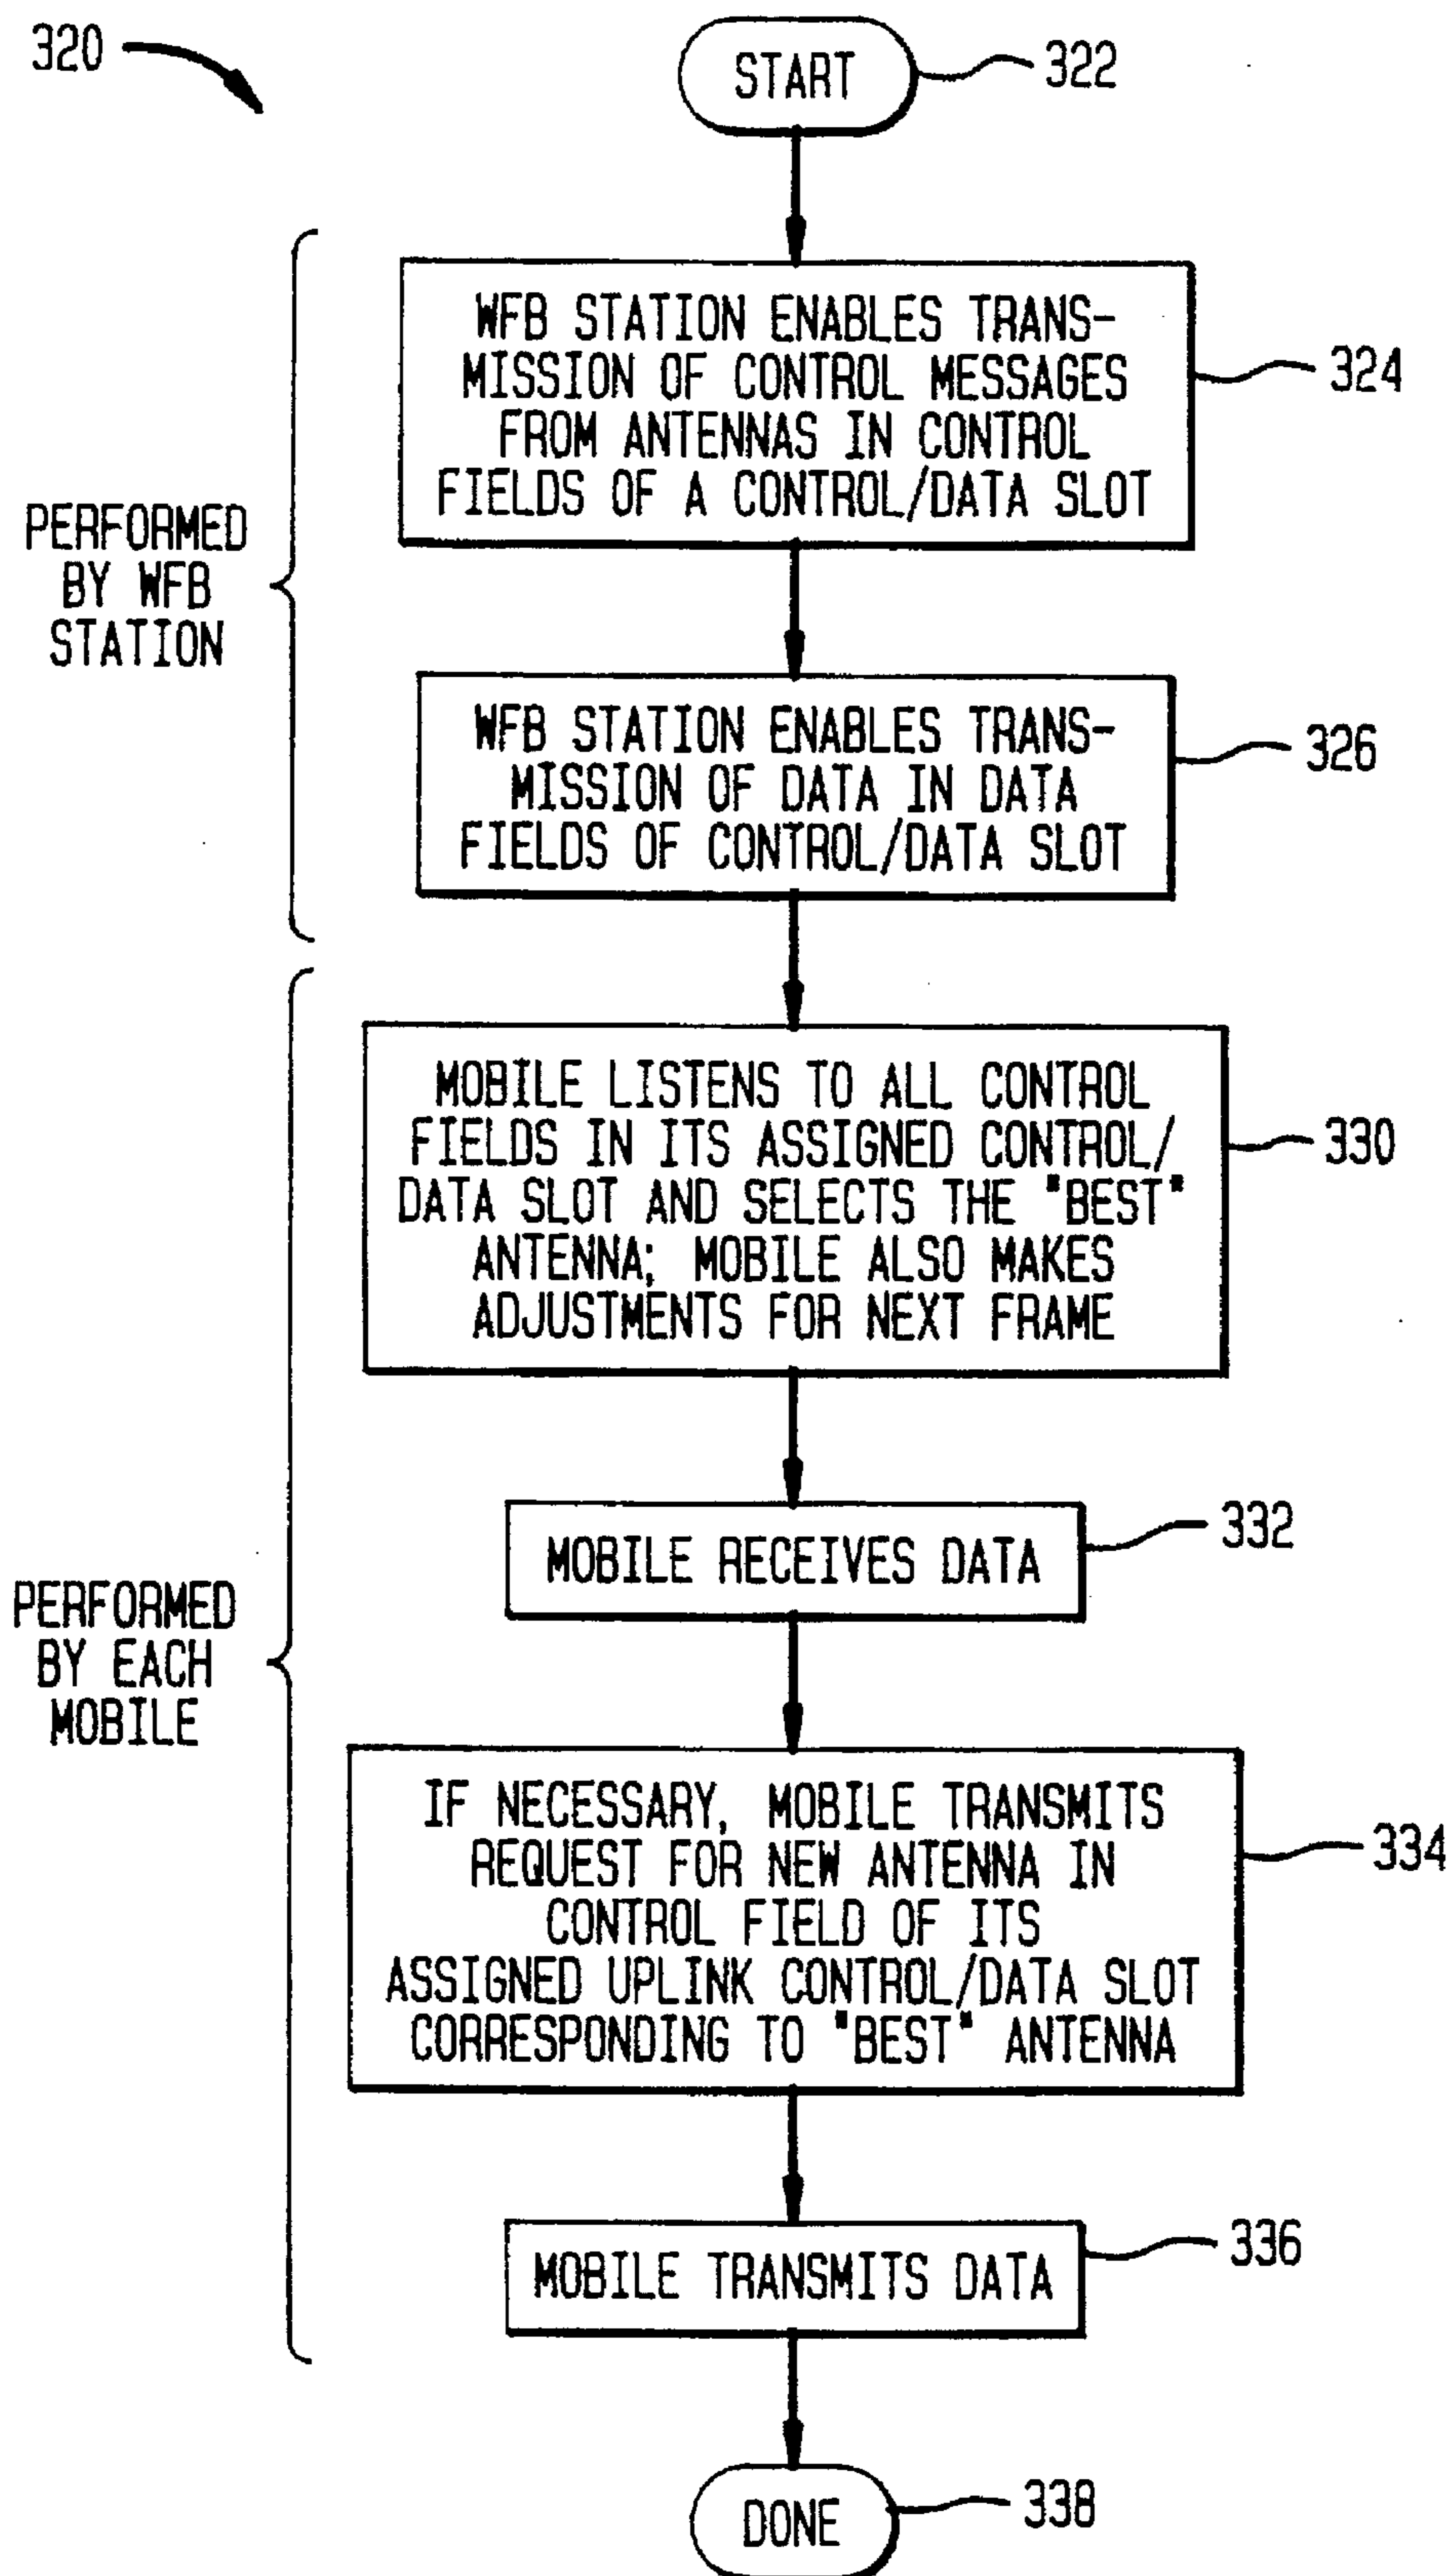 320
START
322
WFB STATION ENABLES TRANS-
MISSION OF CONTROL MESSAGES
FROM ANTENNAS IN CONTROL
FIELDS OF A CONTROL/DATA SLOT
324
PERFORMED
BY WFB
STATION
WFB STATION ENABLES TRANS-
MISSION OF DATA IN DATA
FIELDS OF CONTROL/DATA SLOT
326
MOBILE LISTENS TO ALL CONTROL
FIELDS IN ITS ASSIGNED CONTROL/
DATA SLOT AND SELECTS THE "BEST"
ANTENNA; MOBILE ALSO MAKES
ADJUSTMENTS FOR NEXT FRAME
330
MOBILE RECEIVES DATA
332
PERFORMED
BY EACH
MOBILE
IF NECESSARY, MOBILE TRANSMITS
REQUEST FOR NEW ANTENNA IN
CONTROL FIELD OF ITS
ASSIGNED UPLINK CONTROL/DATA SLOT
CORRESPONDING TO "BEST" ANTENNA
334
MOBILE TRANSMITS DATA
336
DONE
338